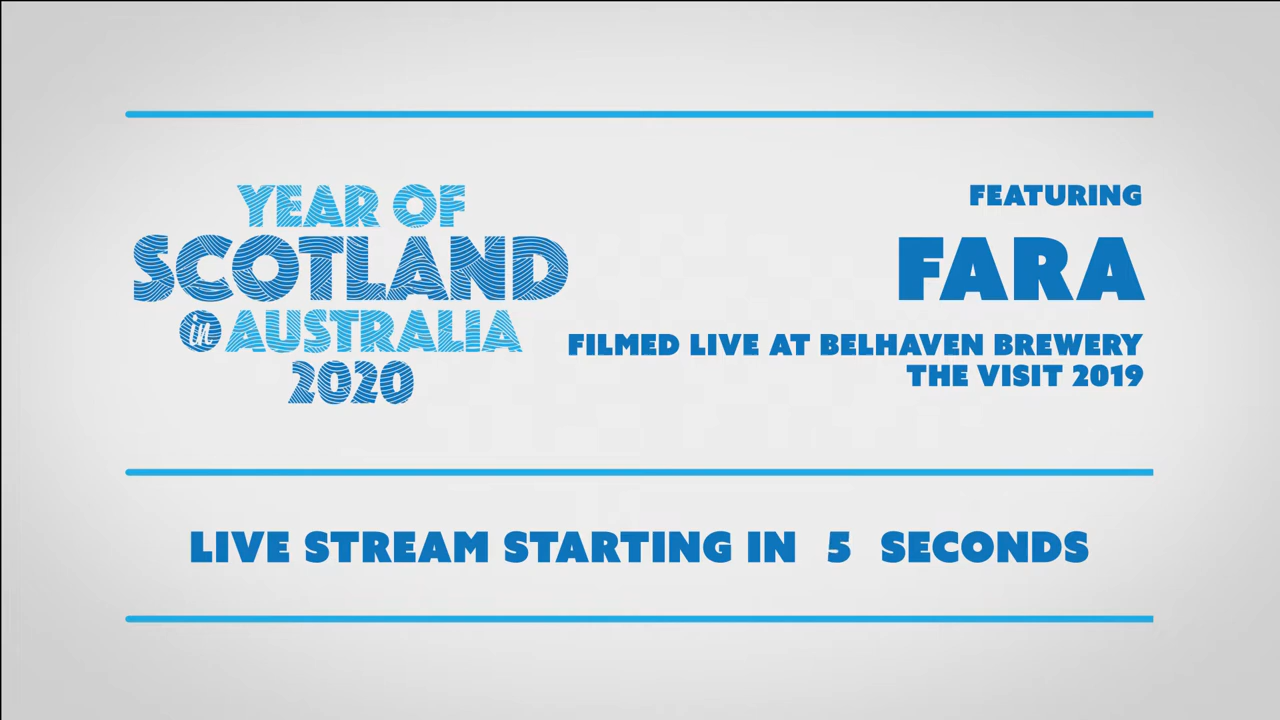 YEAR OF
SCOTLAND
in AUSTRALIA
2020
FEATURING
FARA
FILMED LIVE AT BELHAVEN BREWERY
THE VISIT 2019
LIVE STREAM STARTING IN 5 SECONDS